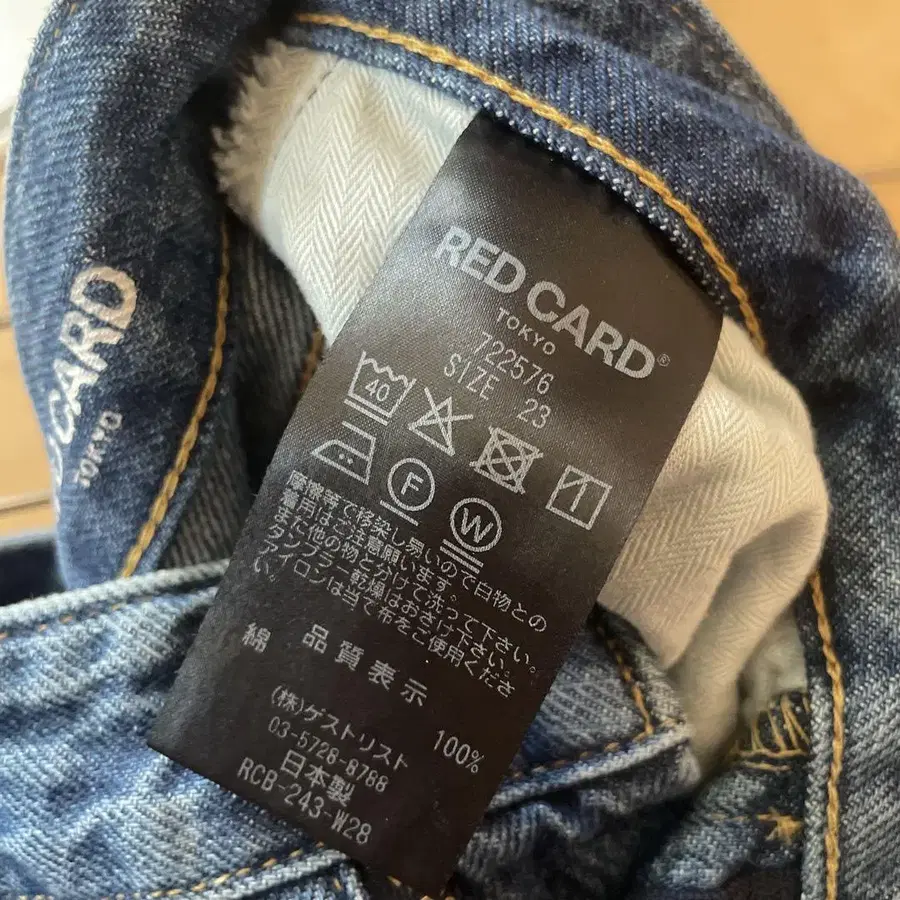 RED CARD®
TOKYO
722576
SIZE 23
40
F
W
摩擦等で移染し易いので白物との
着用はご注意願います。
また他の物と分けて洗って下さい。
タンブラー乾燥はおさけ下さい。
アイロンは当て布をご使用くださ
い。
品質表示
綿 100%
(株)ゲストリスト
03-5728-8788
日本製
RCB-243-W28
CARD
TOKYO